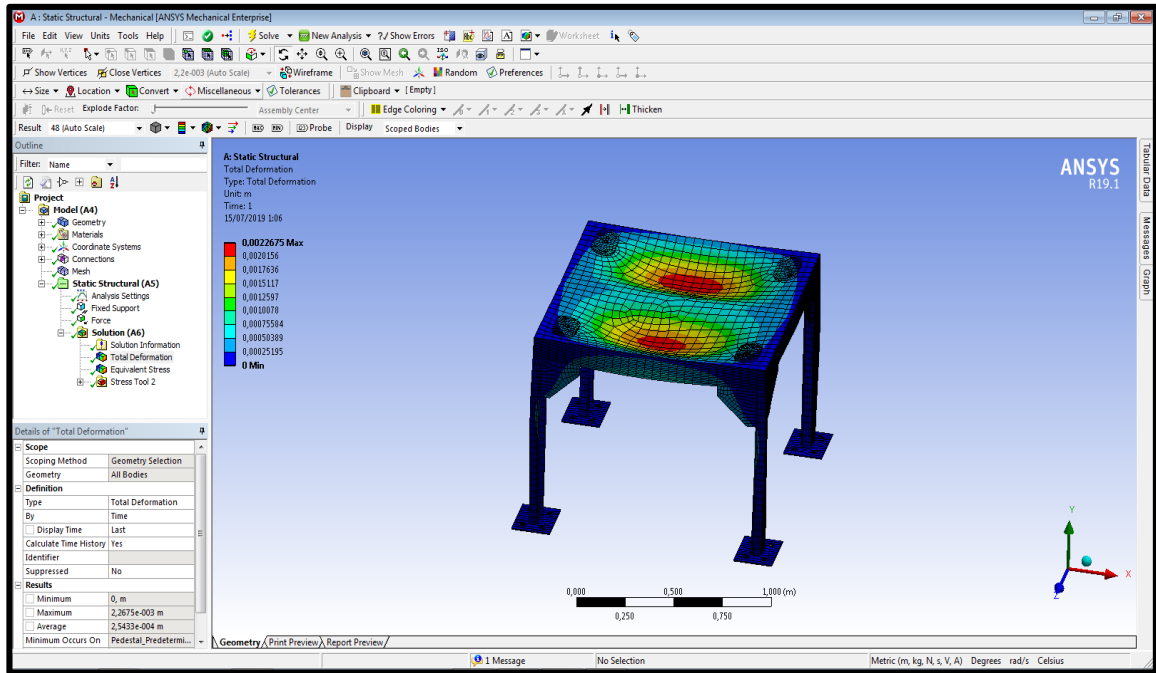 A : Static Structural - Mechanical [ANSYS Mechanical Enterprise]
File Edit View Units Tools Help Solve New Analysis ?/ Show Errors Worksheet
Show Vertices Close Vertices 2,2e-003 (Auto Scale) Wireframe Show Mesh Random Preferences
Size Location Convert Miscellaneous Tolerances Clipboard [Empty]
Reset Explode Factor: Assembly Center Edge Coloring Thicken
Result 48 (Auto Scale) Probe Display Scoped Bodies
Outline
Filter: Name
Project
Model (A4)
Geometry
Materials
Coordinate Systems
Connections
Mesh
Static Structural (A5)
Analysis Settings
Fixed Support
Force
Solution (A6)
Solution Information
Total Deformation
Equivalent Stress
Stress Tool 2
Details of "Total Deformation"
Scope
Scoping Method Geometry Selection
Geometry All Bodies
Definition
Type Total Deformation
By Time
Display Time Last
Calculate Time History Yes
Identifier
Suppressed No
Results
Minimum 0, m
Maximum 2,2675e-003 m
Average 2,5433e-004 m
Minimum Occurs On Pedestal_Predetermi...
A: Static Structural
Total Deformation
Type: Total Deformation
Unit: m
Time: 1
15/07/2019 1:06
0,0022675 Max
0,0020156
0,0017636
0,0015117
0,0012597
0,0010078
0,00075584
0,00050389
0,00025195
0 Min
ANSYS
R19.1
0,000 0,500 1,000 (m)
0,250 0,750
Y
X
Z
Tabular Data
Messages
Graph
Geometry Print Preview Report Preview
1 Message No Selection Metric (m, kg, N, s, V, A) Degrees rad/s Celsius